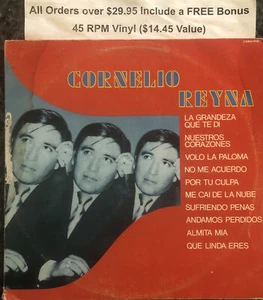 All Orders over $29.95 Include a FREE Bonus
45 RPM Vinyl ($14.45 Value)
CORNELIO
REYNA
LA GRANDEZA
QUE TE DI
NUESTROS
CORAZONES
VOLO LA PALOMA
NO ME ACUERDO
POR TU CULPA
ME CAI DE LA NUBE
SUFRIENDO PENAS
ANDAMOS PERDIDOS
ALMITA MIA
QUE LINDA ERES